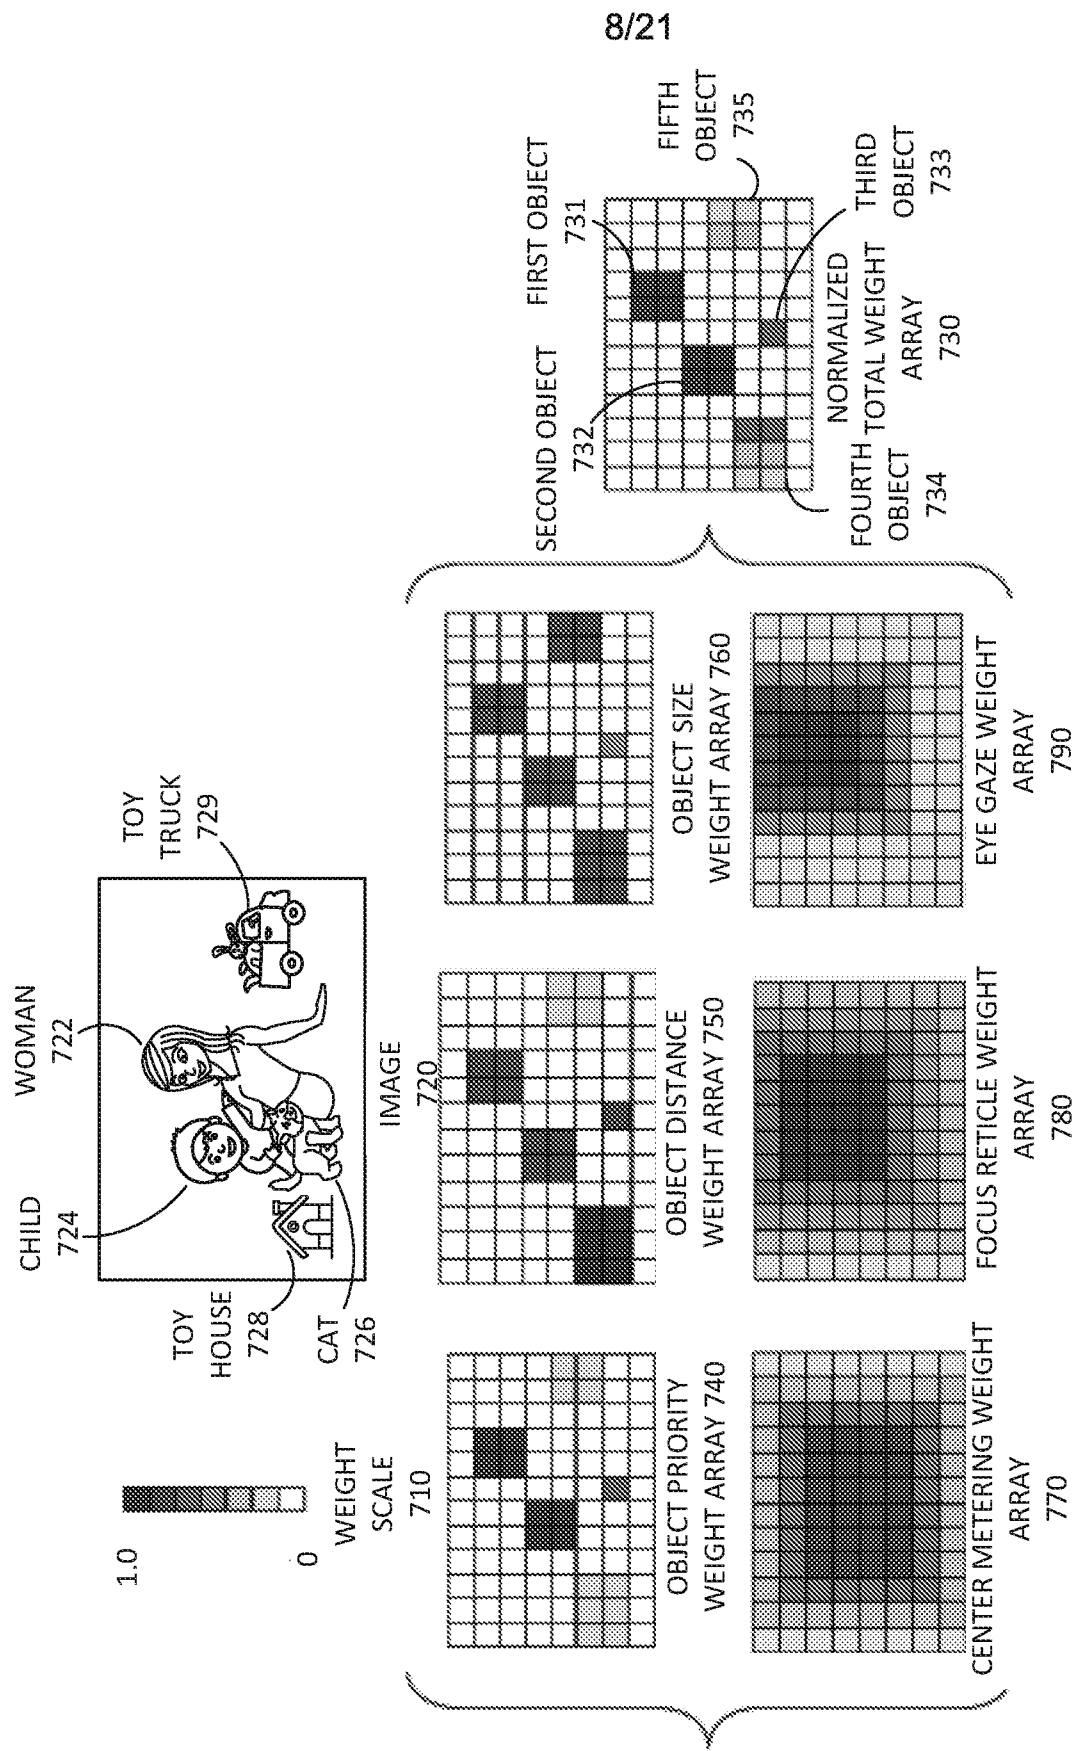 8/21
1.0
0
WEIGHT
SCALE
710
CHILD
724
WOMAN
722
TOY
TRUCK
729
TOY
HOUSE
728
CAT
726
IMAGE
720
OBJECT PRIORITY
WEIGHT ARRAY 740
OBJECT DISTANCE
WEIGHT ARRAY 750
OBJECT SIZE
WEIGHT ARRAY 760
CENTER METERING WEIGHT
ARRAY
770
FOCUS RETICLE WEIGHT
ARRAY
780
EYE GAZE WEIGHT
ARRAY
790
SECOND OBJECT
732
FIRST OBJECT
731
FIFTH
OBJECT
735
THIRD
OBJECT
733
NORMALIZED
TOTAL WEIGHT
ARRAY
730
FOURTH
OBJECT
734